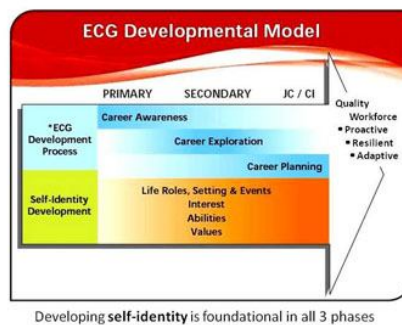 ECG Developmental Model
PRIMARY SECONDARY JC / CI
*ECG
Development
Process
Career Awareness
Career Exploration
Career Planning
Self-Identity
Development
Life Roles, Setting & Events
Interest
Abilities
Values
Quality
Workforce
• Proactive
• Resilient
• Adaptive
Developing self-identity is foundational in all 3 phases